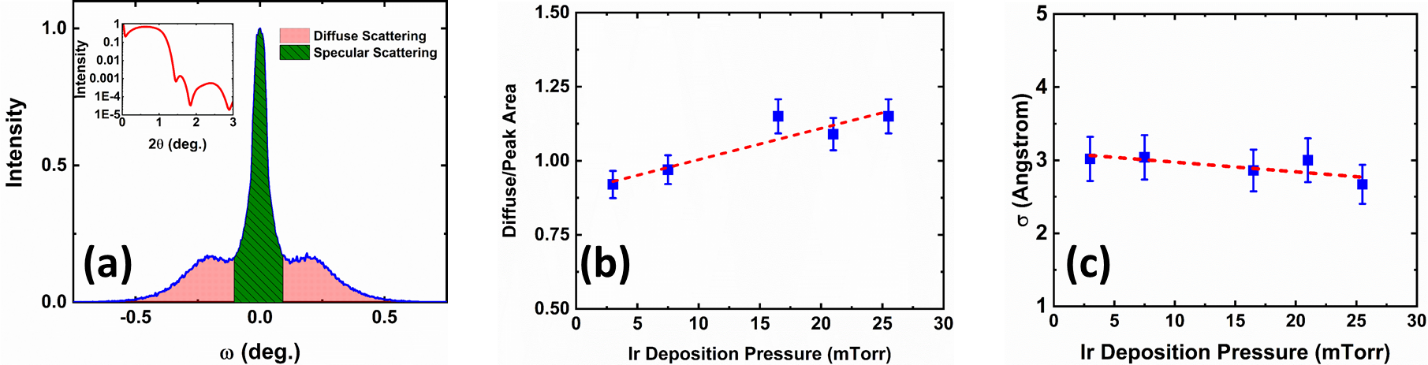 1.0
0.5
0.0
Intensity
-0.5
0.0
0.5
ω (deg.)
(a)
1
0.1
0.01
0.001
1E-4
1E-5
Intensity
0
1
2
3
2θ (deg.)
Diffuse Scattering
Specular Scattering
1.50
1.25
1.00
0.75
0.50
Diffuse/Peak Area
(b)
0
5
10
15
20
25
30
Ir Deposition Pressure (mTorr)
5
4
3
2
1
σ (Angstrom)
(c)
0
5
10
15
20
25
30
Ir Deposition Pressure (mTorr)